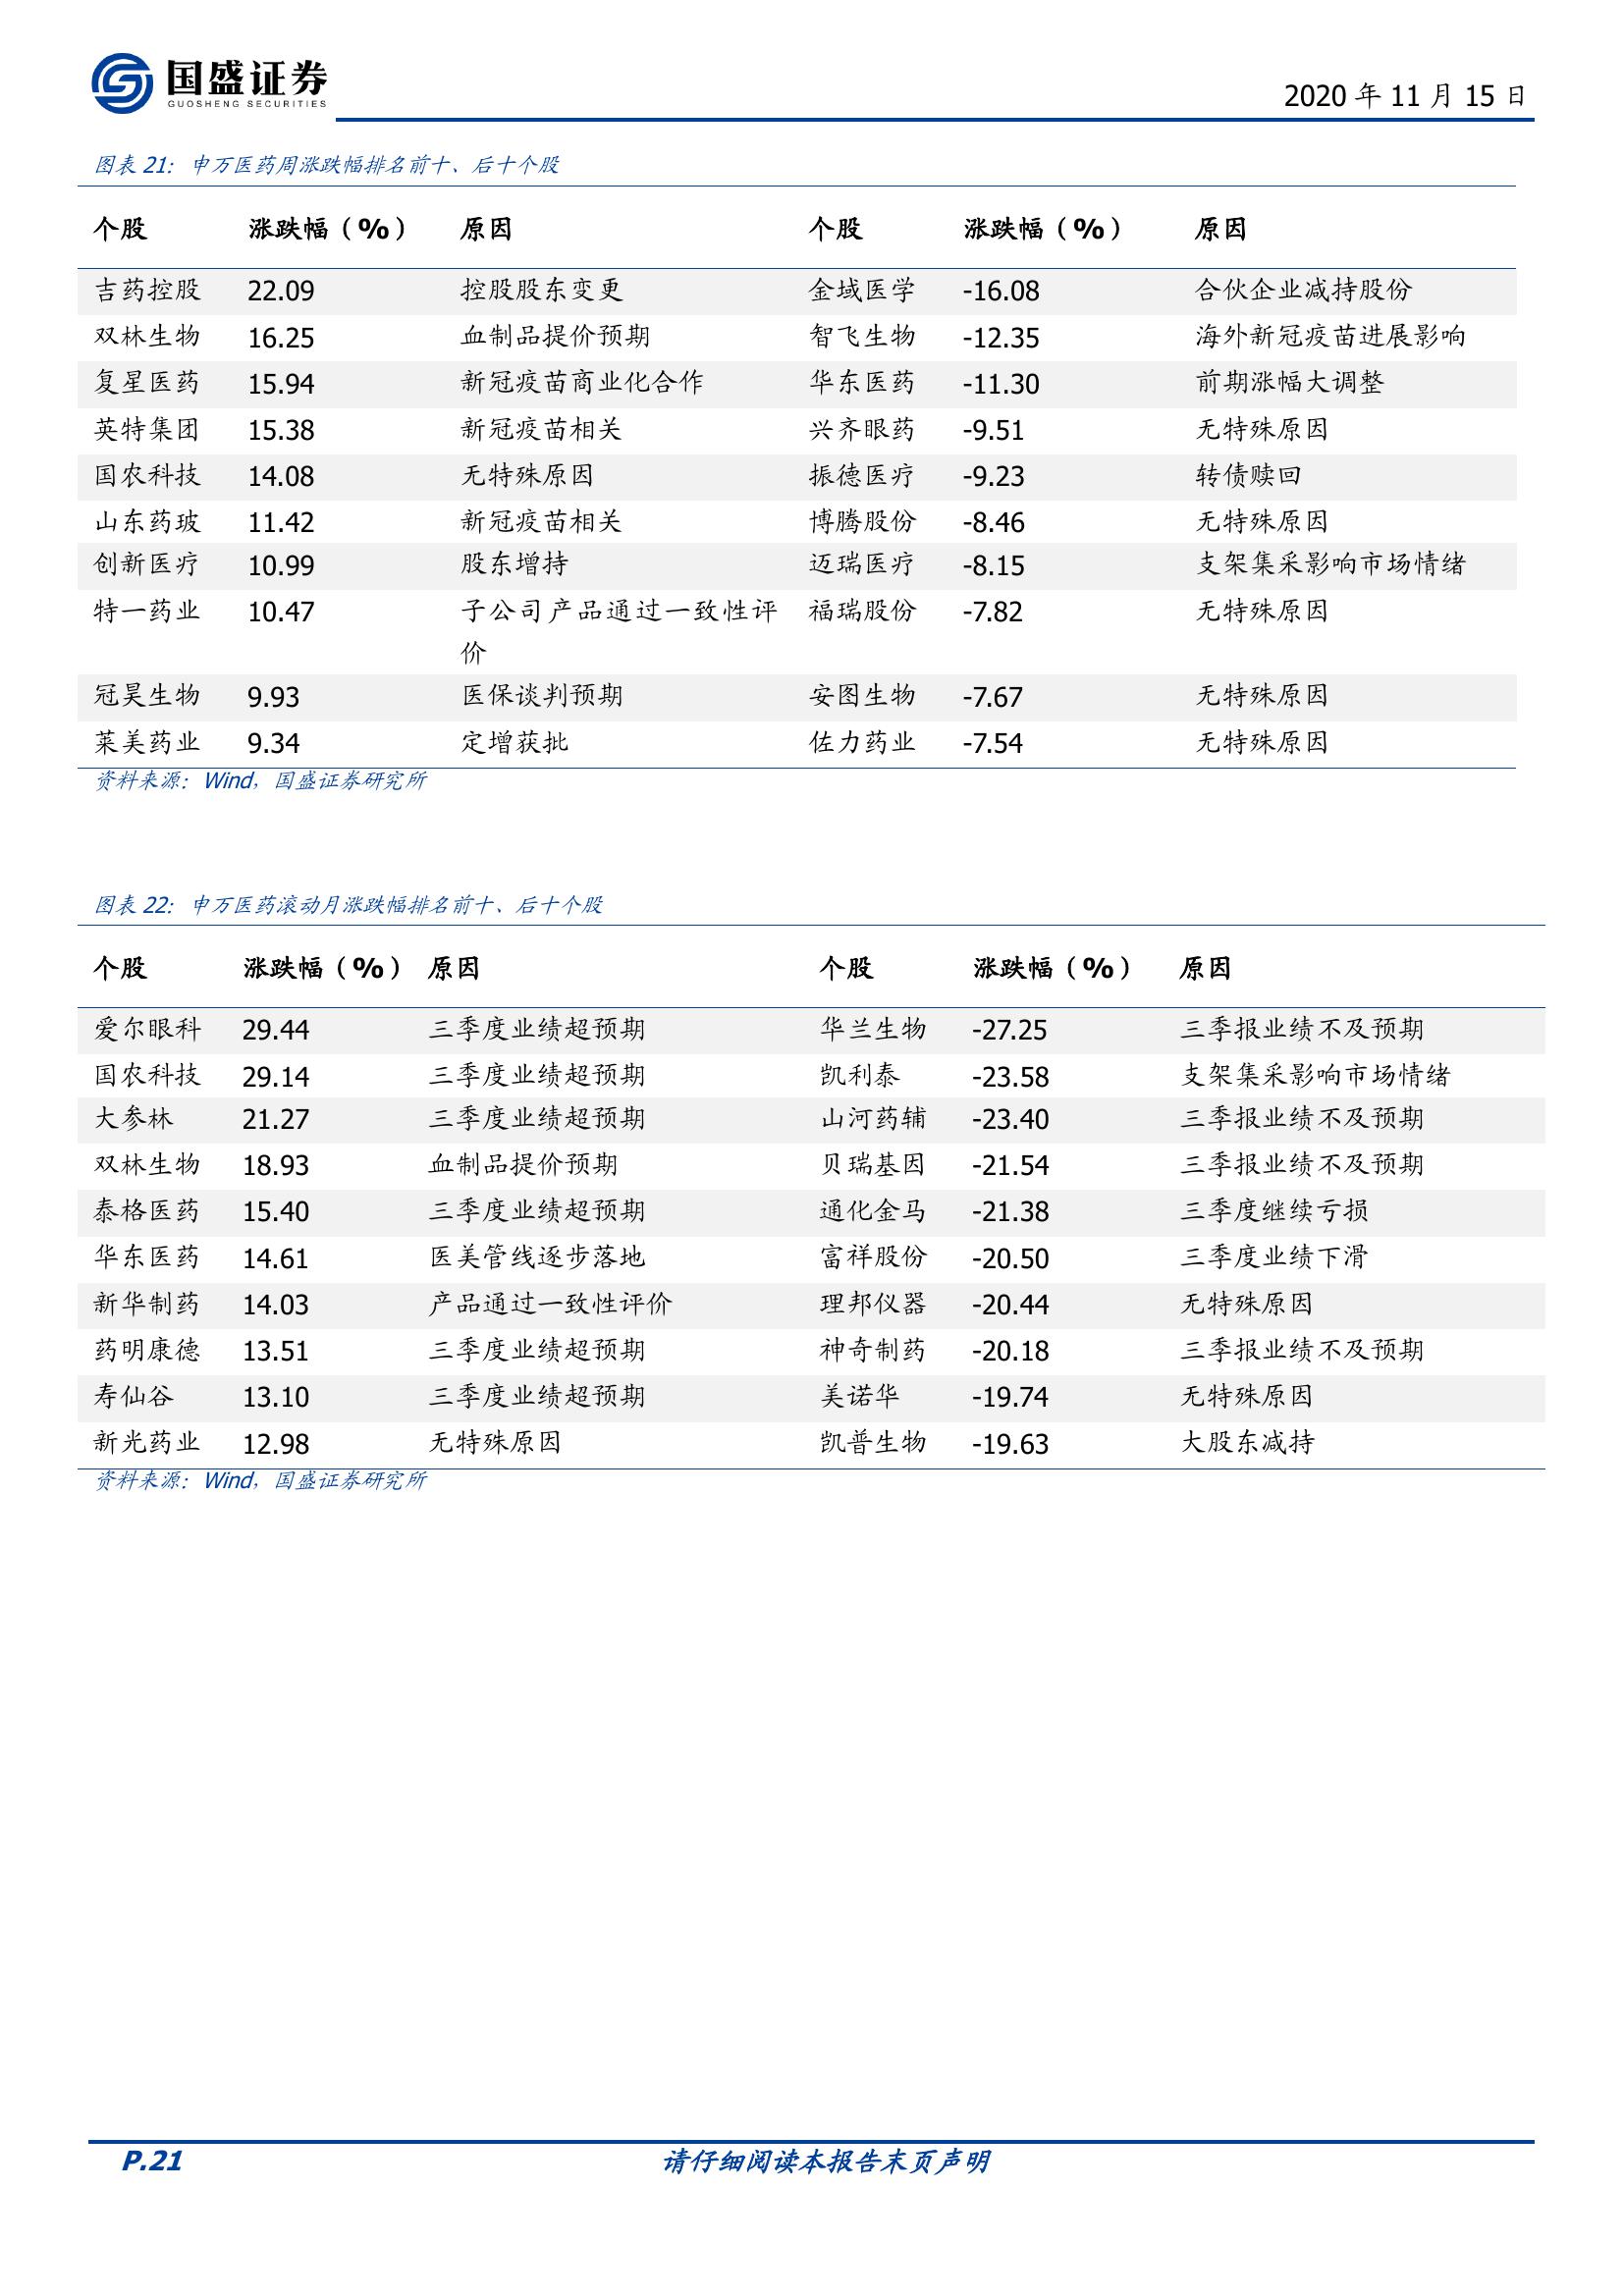 国盛证券
GUOSHENG SECURITIES
2020 年 11 月 15 日
图表 21: 申万医药周涨跌幅排名前十、后十个股
个股 涨跌幅（%） 原因 个股 涨跌幅（%） 原因
吉药控股 22.09 控股股东变更 金域医学 -16.08 合伙企业减持股份
双林生物 16.25 血制品提价预期 智飞生物 -12.35 海外新冠疫苗进展影响
复星医药 15.94 新冠疫苗商业化合作 华东医药 -11.30 前期涨幅大调整
英特集团 15.38 新冠疫苗相关 兴齐眼药 -9.51 无特殊原因
国农科技 14.08 无特殊原因 振德医疗 -9.23 转债赎回
山东药玻 11.42 新冠疫苗相关 博腾股份 -8.46 无特殊原因
创新医疗 10.99 股东增持 迈瑞医疗 -8.15 支架集采影响市场情绪
特一药业 10.47 子公司产品通过一致性评 福瑞股份 -7.82 无特殊原因
价
冠昊生物 9.93 医保谈判预期 安图生物 -7.67 无特殊原因
莱美药业 9.34 定增获批 佐力药业 -7.54 无特殊原因
资料来源: Wind，国盛证券研究所
图表 22: 申万医药滚动月涨跌幅排名前十、后十个股
个股 涨跌幅（%） 原因 个股 涨跌幅（%） 原因
爱尔眼科 29.44 三季度业绩超预期 华兰生物 -27.25 三季报业绩不及预期
国农科技 29.14 三季度业绩超预期 凯利泰 -23.58 支架集采影响市场情绪
大参林 21.27 三季度业绩超预期 山河药辅 -23.40 三季报业绩不及预期
双林生物 18.93 血制品提价预期 贝瑞基因 -21.54 三季报业绩不及预期
泰格医药 15.40 三季度业绩超预期 通化金马 -21.38 三季度继续亏损
华东医药 14.61 医美管线逐步落地 富祥股份 -20.50 三季度业绩下滑
新华制药 14.03 产品通过一致性评价 理邦仪器 -20.44 无特殊原因
药明康德 13.51 三季度业绩超预期 神奇制药 -20.18 三季报业绩不及预期
寿仙谷 13.10 三季度业绩超预期 美诺华 -19.74 无特殊原因
新光药业 12.98 无特殊原因 凯普生物 -19.63 大股东减持
资料来源: Wind，国盛证券研究所
P.21 请仔细阅读本报告末页声明